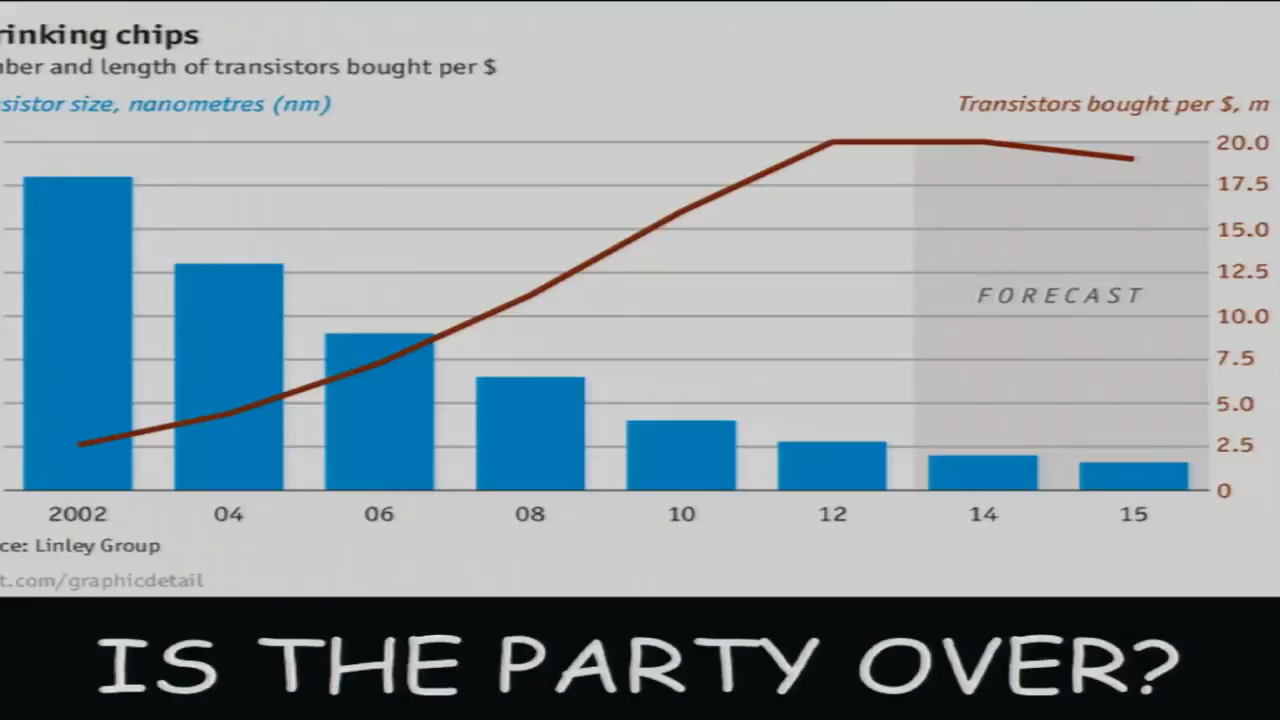 rinking chips
ber and length of transistors bought per $
sistor size, nanometres (nm)
Transistors bought per $, m
20.0
17.5
15.0
12.5
FORECAST
10.0
7.5
5.0
2.5
0
2002 04 06 08 10 12 14 15
ce: Linley Group
t.com/graphicdetail
IS THE PARTY OVER?